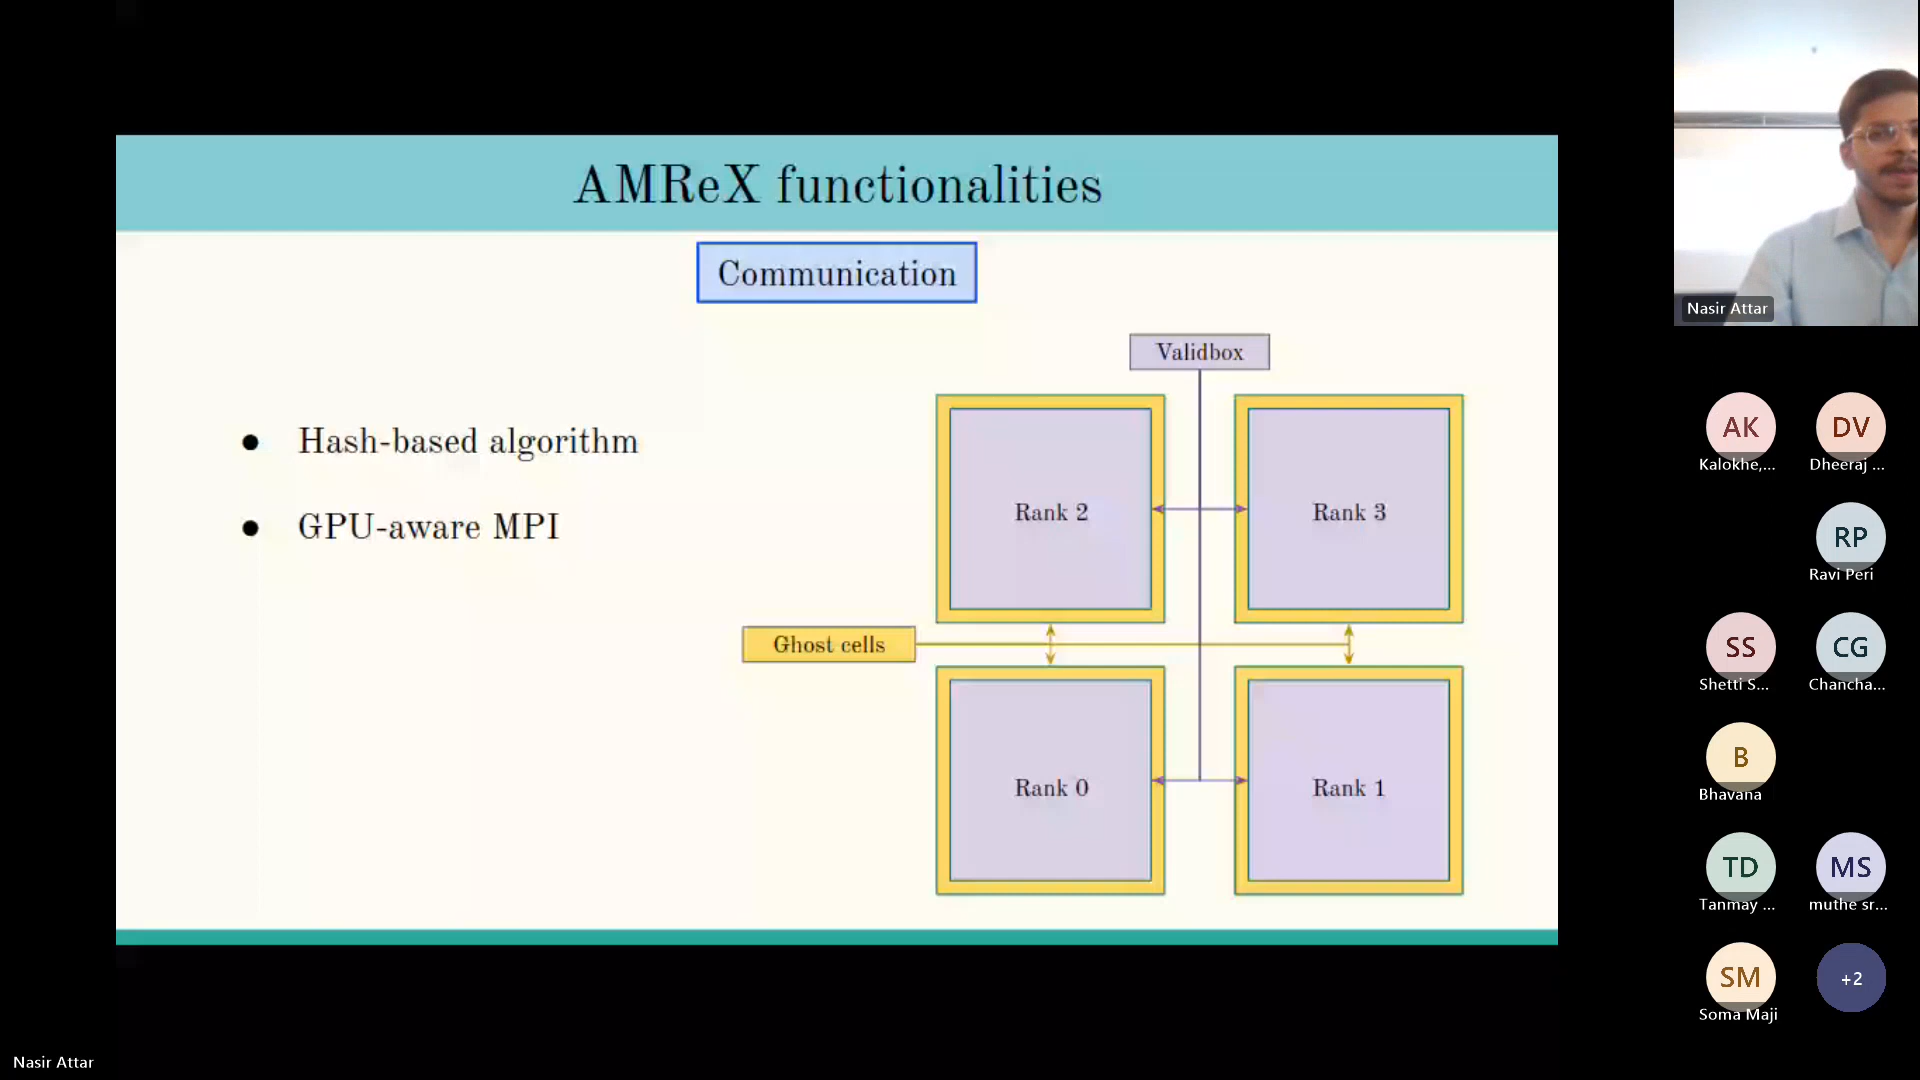 AMReX functionalities
Communication
Validbox
Hash-based algorithm
GPU-aware MPI
Rank 2
Rank 3
Ghost cells
Rank 0
Rank 1
Nasir Attar
AK
Kalokhe,...
DV
Dheeraj ...
RP
Ravi Peri
SS
Shetti S...
CG
Chancha...
B
Bhavana
TD
Tanmay ...
MS
muthe sr...
SM
Soma Maji
+2
Nasir Attar